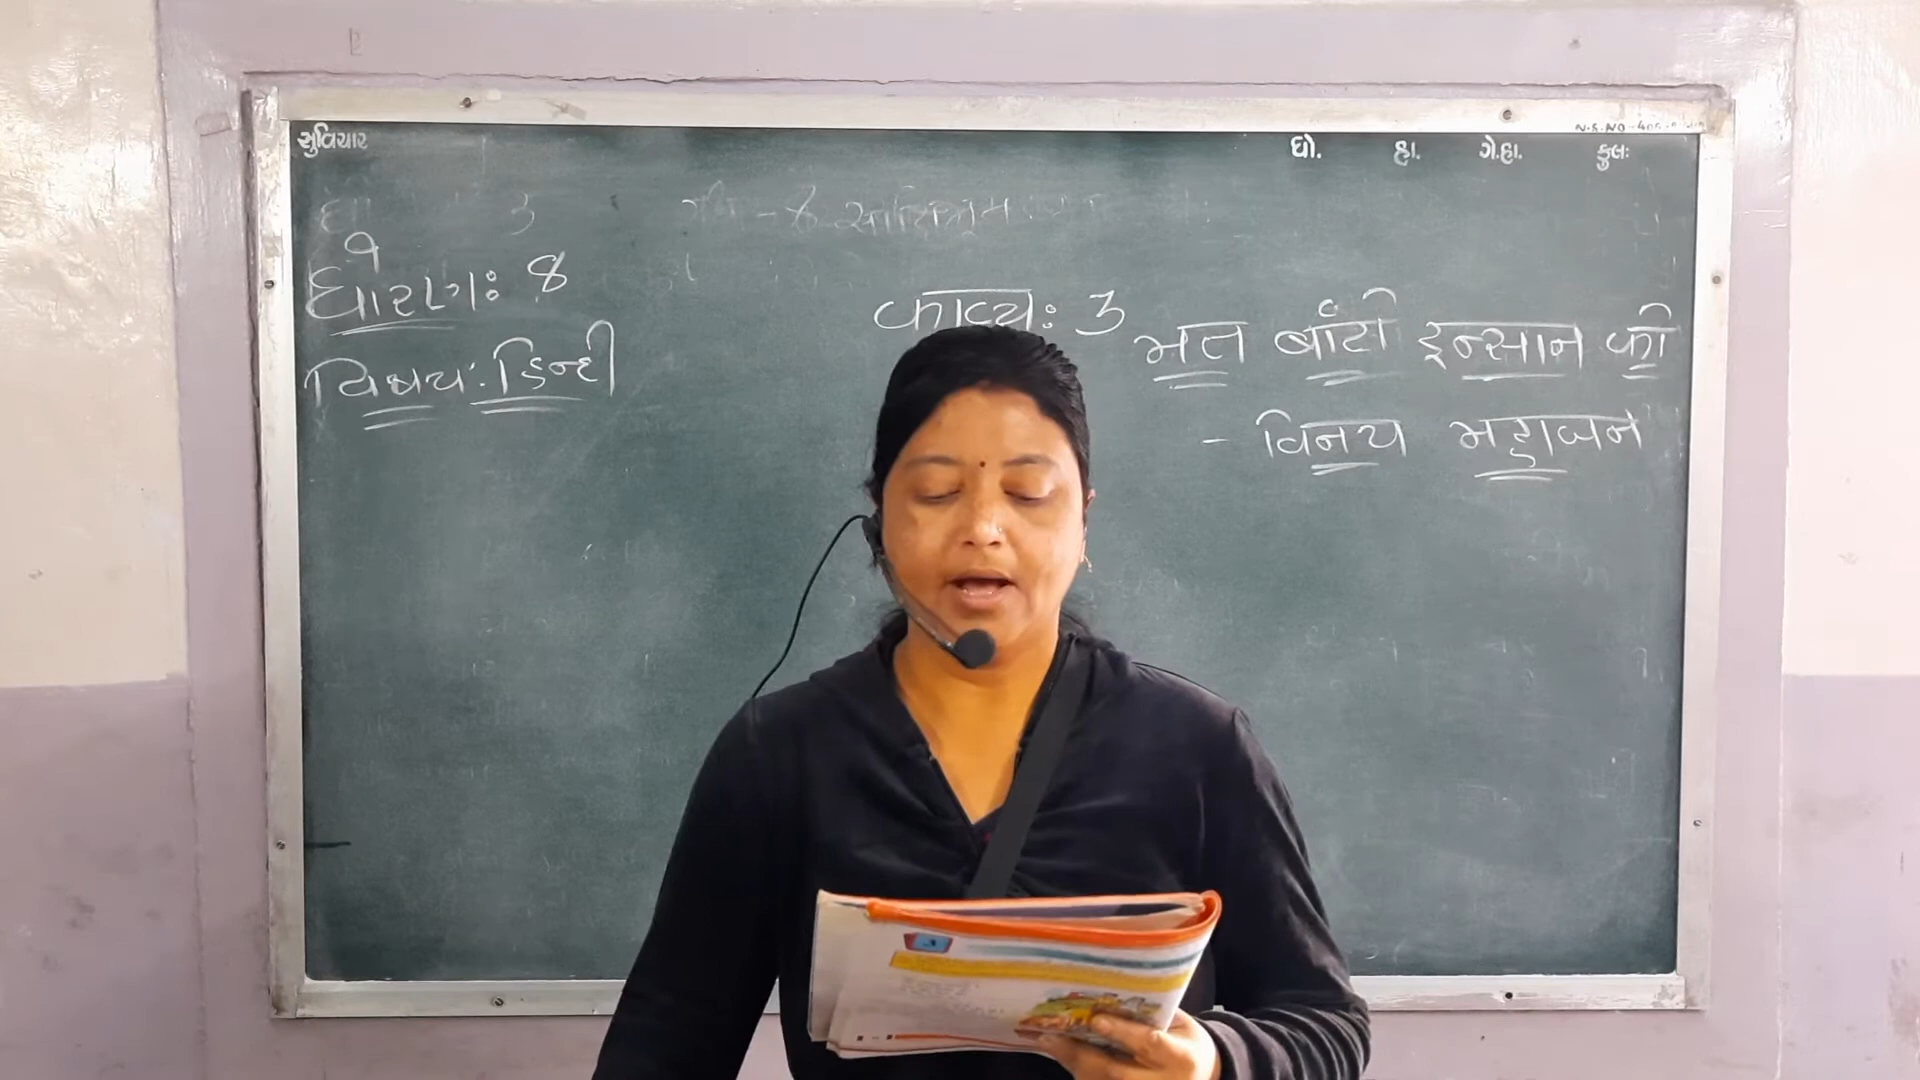 સુવિચાર
ધો. હા. ગે.હા. કુલઃ
ધોરણઃ 8
વિષયઃ હિન્દી
काव्य: 3
मत बाँटो इन्सान को
- विनय महाजन